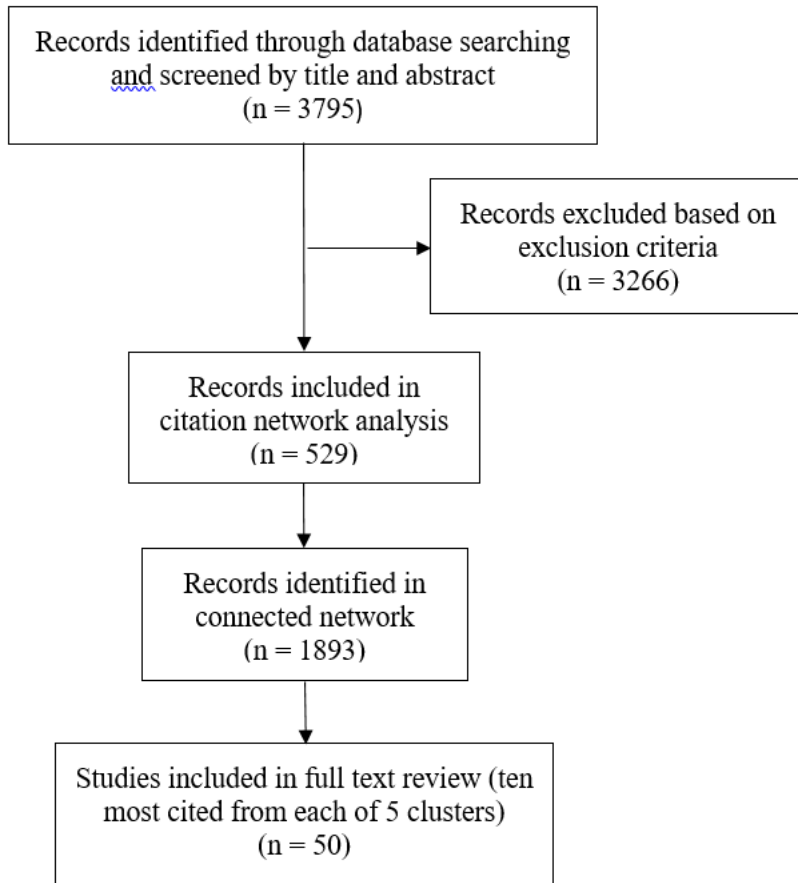 Records identified through database searching
and screened by title and abstract
(n = 3795)
Records excluded based on
exclusion criteria
(n = 3266)
Records included in
citation network analysis
(n = 529)
Records identified in
connected network
(n = 1893)
Studies included in full text review (ten
most cited from each of 5 clusters)
(n = 50)